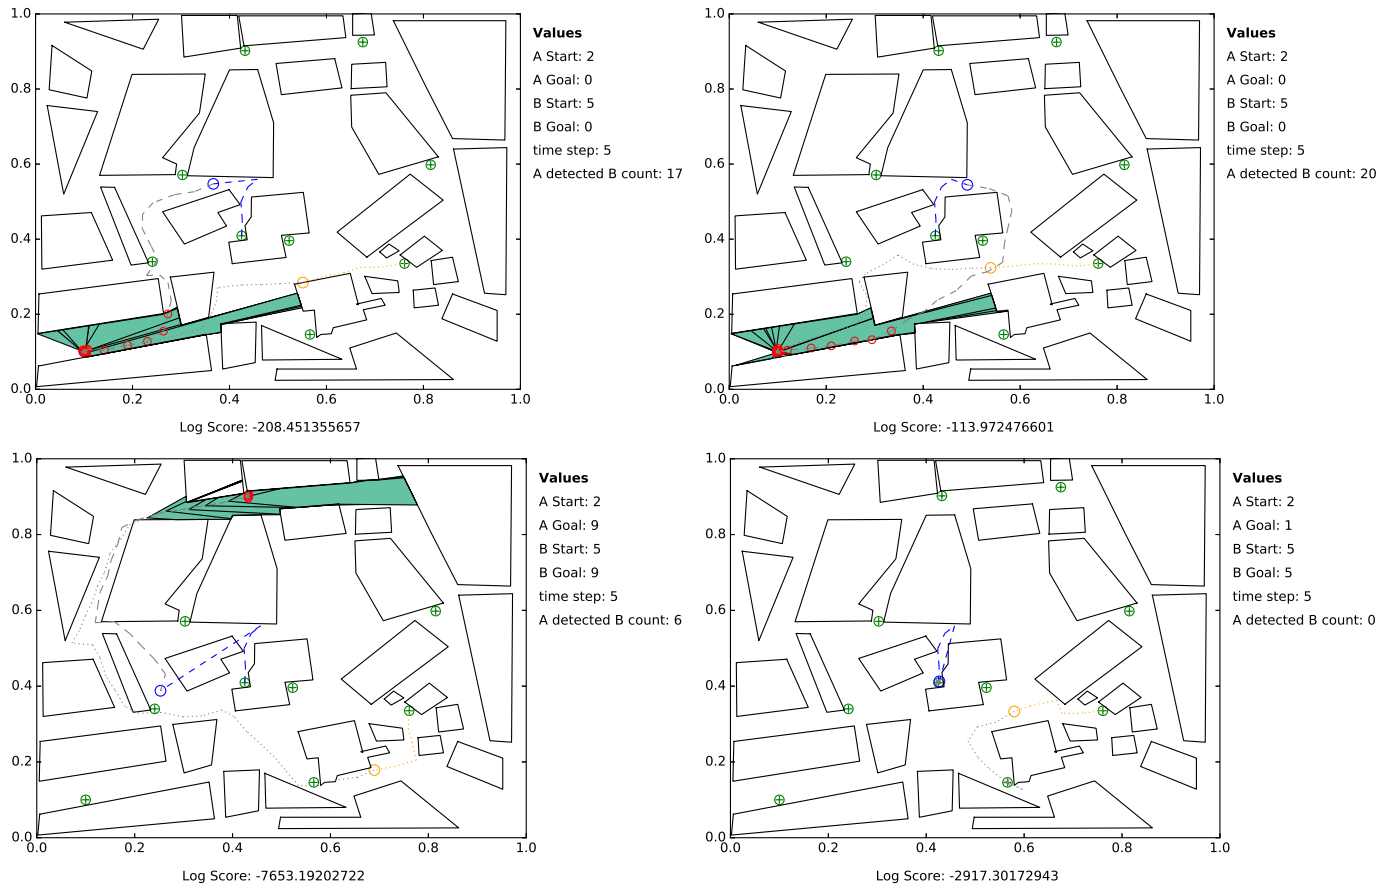 1.0
0.8
0.6
0.4
0.2
0.0
0.0 0.2 0.4 0.6 0.8 1.0
Log Score: -208.451355657
Values
A Start: 2
A Goal: 0
B Start: 5
B Goal: 0
time step: 5
A detected B count: 17
1.0
0.8
0.6
0.4
0.2
0.0
0.0 0.2 0.4 0.6 0.8 1.0
Log Score: -113.972476601
Values
A Start: 2
A Goal: 0
B Start: 5
B Goal: 0
time step: 5
A detected B count: 20
1.0
0.8
0.6
0.4
0.2
0.0
0.0 0.2 0.4 0.6 0.8 1.0
Log Score: -7653.19202722
Values
A Start: 2
A Goal: 9
B Start: 5
B Goal: 9
time step: 5
A detected B count: 6
1.0
0.8
0.6
0.4
0.2
0.0
0.0 0.2 0.4 0.6 0.8 1.0
Log Score: -2917.30172943
Values
A Start: 2
A Goal: 1
B Start: 5
B Goal: 5
time step: 5
A detected B count: 0